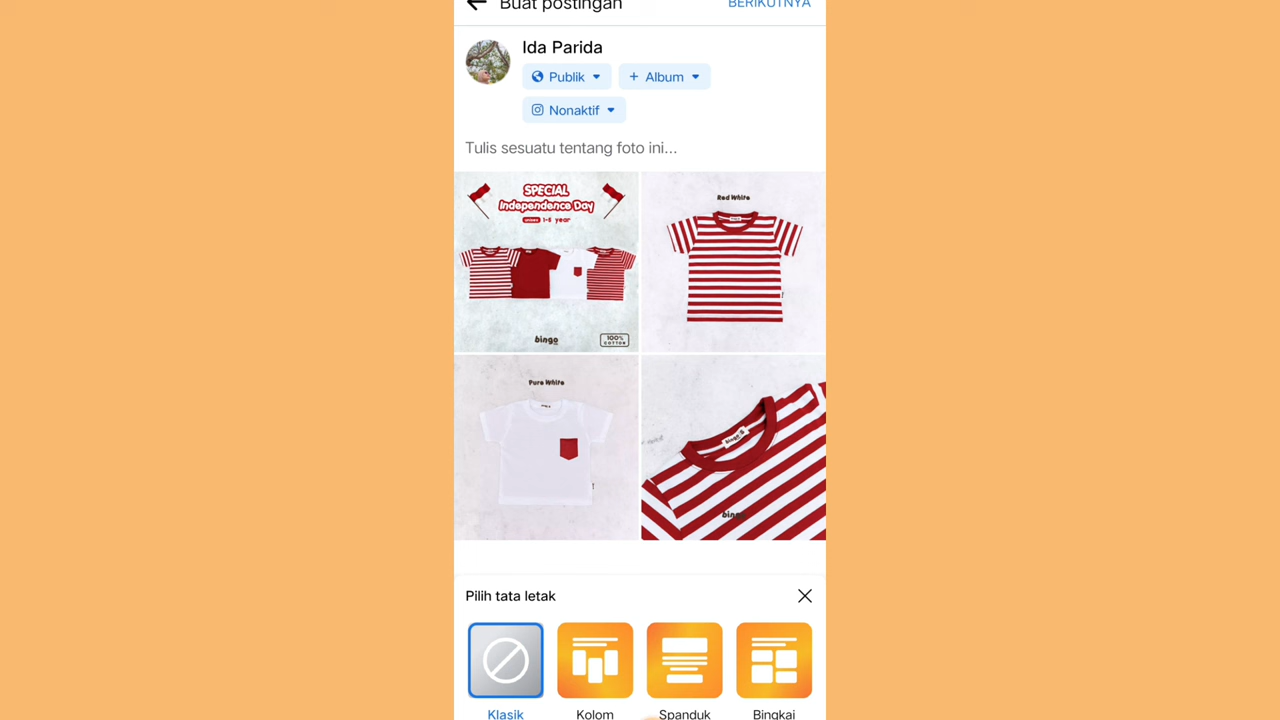 Buat postingan
BERIKUTNYA
Ida Parida
Publik
+ Album
Nonaktif
Tulis sesuatu tentang foto ini...
SPECIAL
Independence Day
1-5 year
bingo
100%
COTTON
Red White
Pure White
bingo
Pilih tata letak
Klasik
Kolom
Spanduk
Bingkai